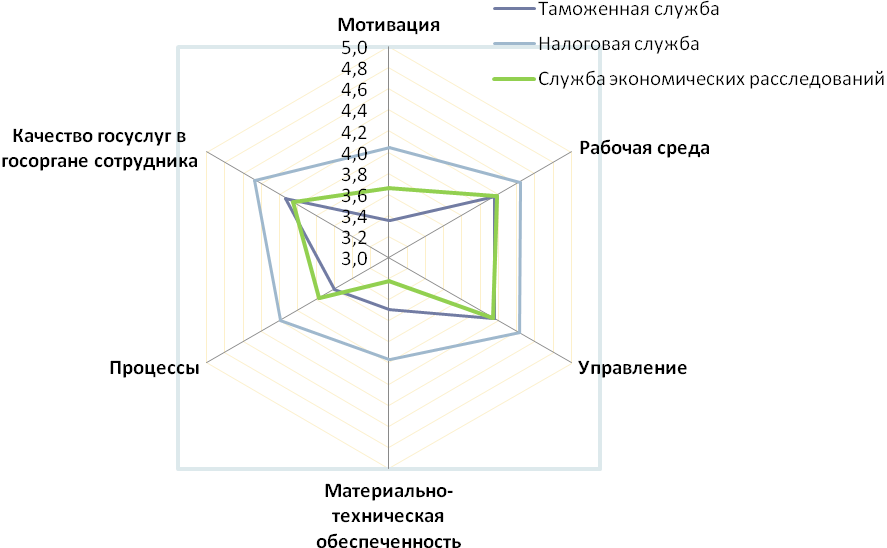 Таможенная служба
Налоговая служба
Служба экономических расследований
Мотивация
5,0
4,8
4,6
4,4
4,2
4,0
3,8
3,6
3,4
3,2
3,0
Качество госуслуг в
госоргане сотрудника
Рабочая среда
Процессы
Управление
Материально-
техническая
обеспеченность